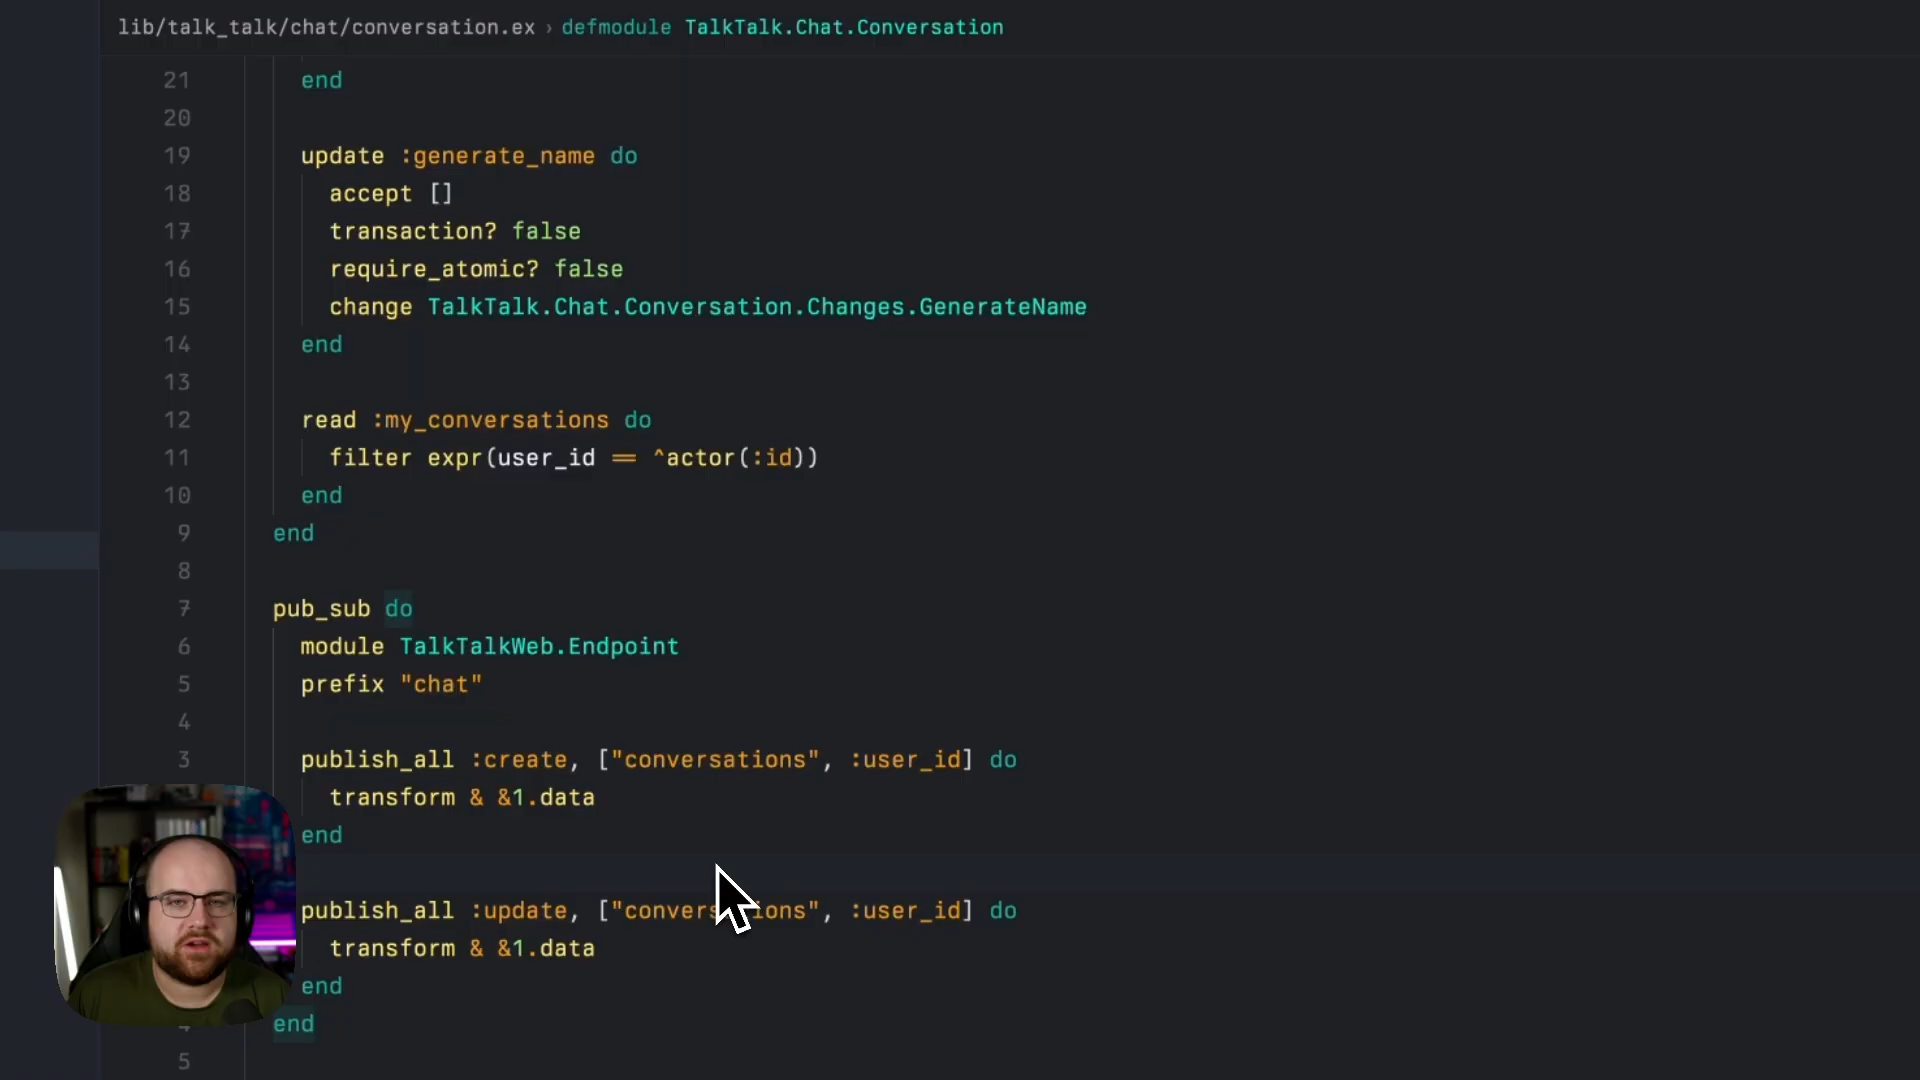 lib/talk_talk/chat/conversation.ex › defmodule TalkTalk.Chat.Conversation
21 end
20
19 update :generate_name do
18 accept []
17 transaction? false
16 require_atomic? false
15 change TalkTalk.Chat.Conversation.Changes.GenerateName
14 end
13
12 read :my_conversations do
11 filter expr(user_id == ^actor(:id))
10 end
9 end
8
7 pub_sub do
6 module TalkTalkWeb.Endpoint
5 prefix "chat"
4
3 publish_all :create, ["conversations", :user_id] do
transform & &1.data
end
publish_all :update, ["conversations", :user_id] do
transform & &1.data
end
4 end
5